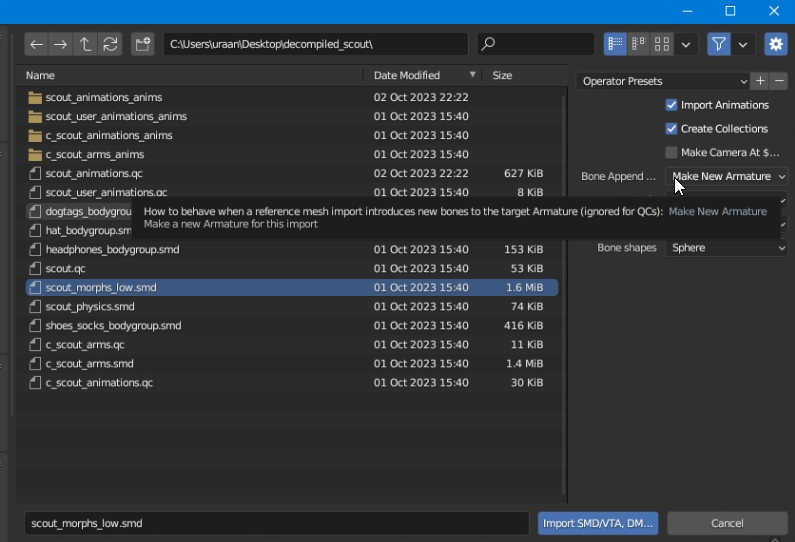 C:\Users\uraan\Desktop\decompiled_scout\
Name Date Modified Size
scout_animations_anims 02 Oct 2023 22:22
scout_user_animations_anims 01 Oct 2023 15:40
c_scout_animations_anims 01 Oct 2023 15:40
c_scout_arms_anims 01 Oct 2023 15:40
scout_animations.qc 02 Oct 2023 22:22 627 KiB
scout_user_animations.qc 01 Oct 2023 15:40 8 KiB
dogtags_bodygrou
hat_bodygroup.sm
headphones_bodygroup.smd 01 Oct 2023 15:40 153 KiB
scout.qc 01 Oct 2023 15:40 53 KiB
scout_morphs_low.smd 01 Oct 2023 15:40 1.6 MiB
scout_physics.smd 01 Oct 2023 15:40 74 KiB
shoes_socks_bodygroup.smd 01 Oct 2023 15:40 416 KiB
c_scout_arms.qc 01 Oct 2023 15:40 11 KiB
c_scout_arms.smd 01 Oct 2023 15:40 1.4 MiB
c_scout_animations.qc 01 Oct 2023 15:40 30 KiB
Operator Presets
Import Animations
Create Collections
Make Camera At $...
Bone Append ... Make New Armature
How to behave when a reference mesh import introduces new bones to the target Armature (ignored for QCs): Make New Armature
Make a new Armature for this import
Bone shapes Sphere
scout_morphs_low.smd
Import SMD/VTA, DM... Cancel